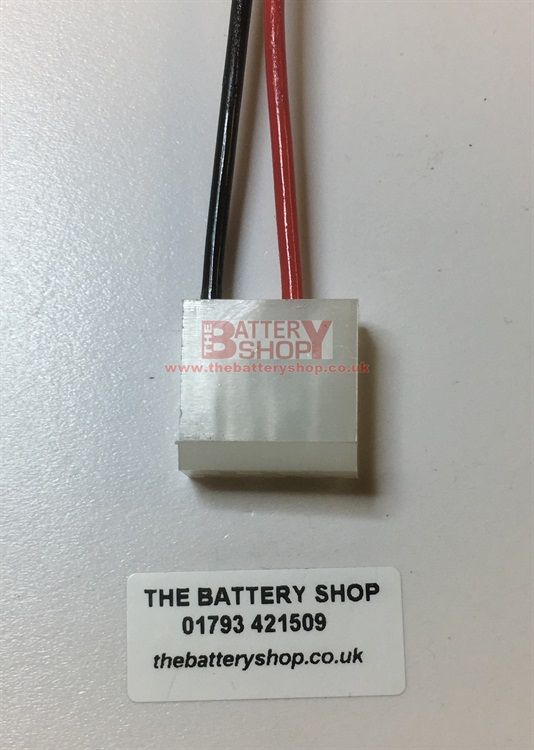 THE BATTERY
SHOP
www.thebatteryshop.co.uk
THE BATTERY SHOP
01793 421509
thebatteryshop.co.uk